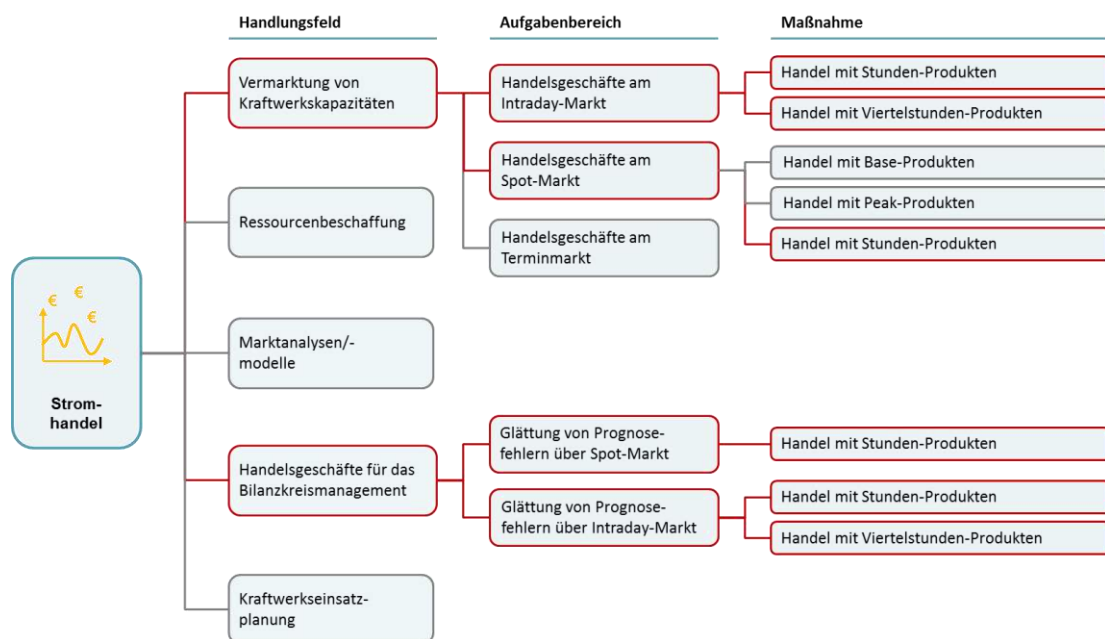 Handlungsfeld
Aufgabenbereich
Maßnahme
Vermarktung von
Kraftwerkskapazitäten
Handelsgeschäfte am
Intraday-Markt
Handel mit Stunden-Produkten
Handel mit Viertelstunden-Produkten
Handelsgeschäfte am
Spot-Markt
Handel mit Base-Produkten
Handel mit Peak-Produkten
Handel mit Stunden-Produkten
Handelsgeschäfte am
Terminmarkt
Ressourcenbeschaffung
€
€
€
Strom-
handel
Marktanalysen/-
modelle
Handelsgeschäfte für das
Bilanzkreismanagement
Glättung von Prognose-
fehlern über Spot-Markt
Handel mit Stunden-Produkten
Glättung von Prognose-
fehlern über Intraday-Markt
Handel mit Stunden-Produkten
Handel mit Viertelstunden-Produkten
Kraftwerkseinsatz-
planung